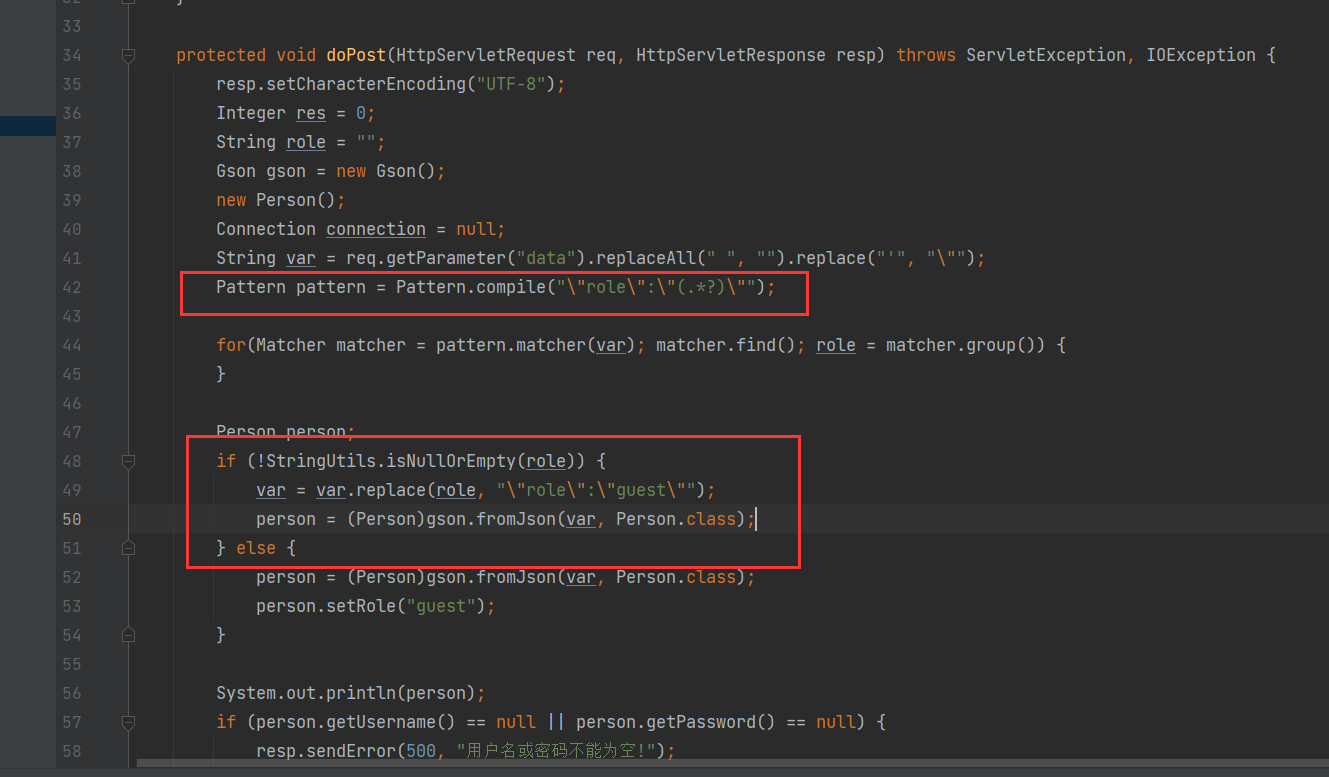 32 }
33
34 protected void doPost(HttpServletRequest req, HttpServletResponse resp) throws ServletException, IOException {
35 resp.setCharacterEncoding("UTF-8");
36 Integer res = 0;
37 String role = "";
38 Gson gson = new Gson();
39 new Person();
40 Connection connection = null;
41 String var = req.getParameter("data").replaceAll(" ", "").replace("'", "\"");
42 Pattern pattern = Pattern.compile("\"role\":\"(.*?)\"");
43
44 for(Matcher matcher = pattern.matcher(var); matcher.find(); role = matcher.group()) {
45 }
46
47 Person person;
48 if (!StringUtils.isNullOrEmpty(role)) {
49 var = var.replace(role, "\"role\":\"guest\"");
50 person = (Person)gson.fromJson(var, Person.class);
51 } else {
52 person = (Person)gson.fromJson(var, Person.class);
53 person.setRole("guest");
54 }
55
56 System.out.println(person);
57 if (person.getUsername() == null || person.getPassword() == null) {
58 resp.sendError(500, "用户名或密码不能为空!");